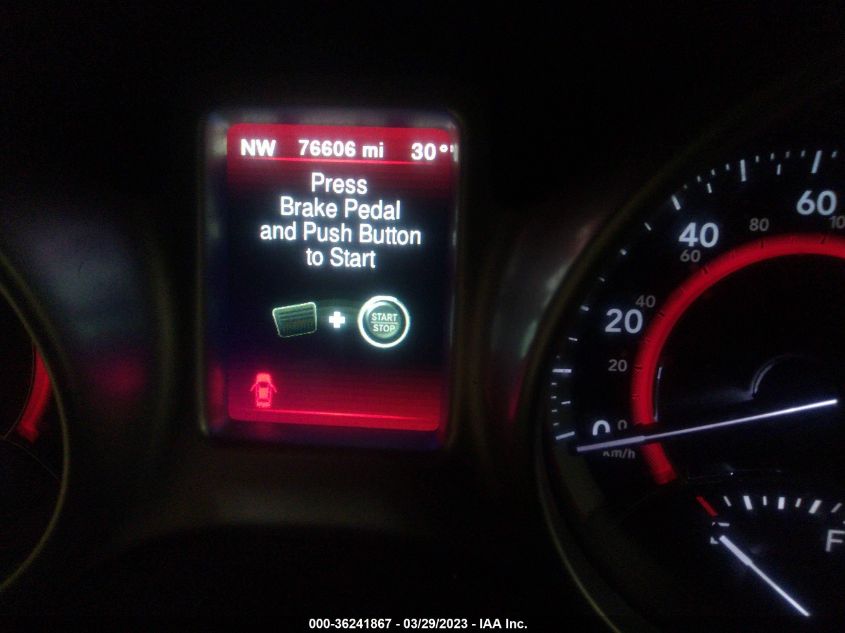 NW 76606 mi 30°
Press
Brake Pedal
and Push Button
to Start
START
STOP
60
80
40
60
40
20
20
0
0
km/h
F
000-36241867 - 03/29/2023 - IAA Inc.